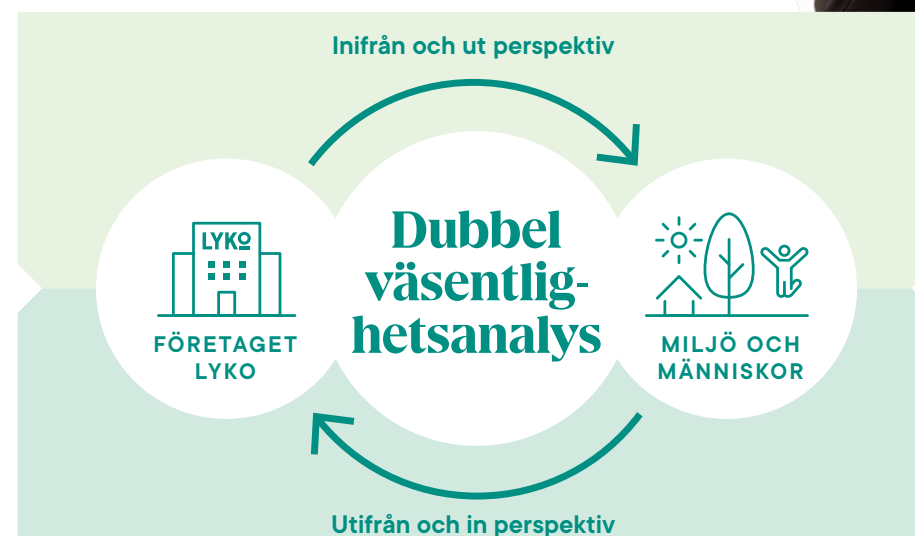 Inifrån och ut perspektiv
LYKO
FÖRETAGET
LYKO
Dubbel
väsentlig-
hetsanalys
MILJÖ OCH
MÄNNISKOR
Utifrån och in perspektiv